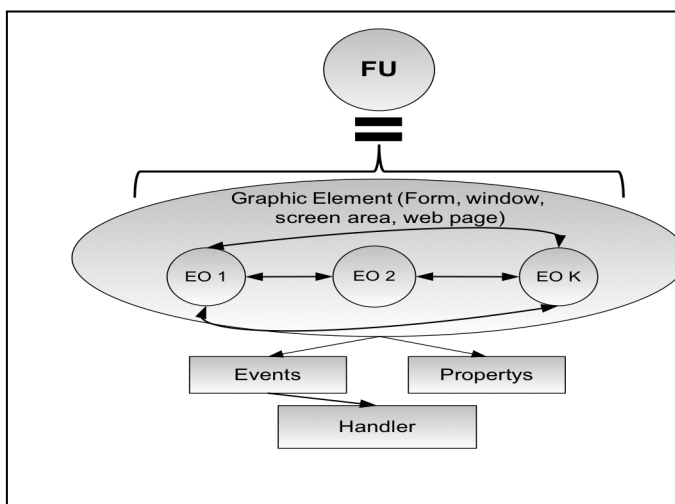 FU
Graphic Element (Form, window,
screen area, web page)
EO 1
EO 2
EO K
Events
Propertys
Handler